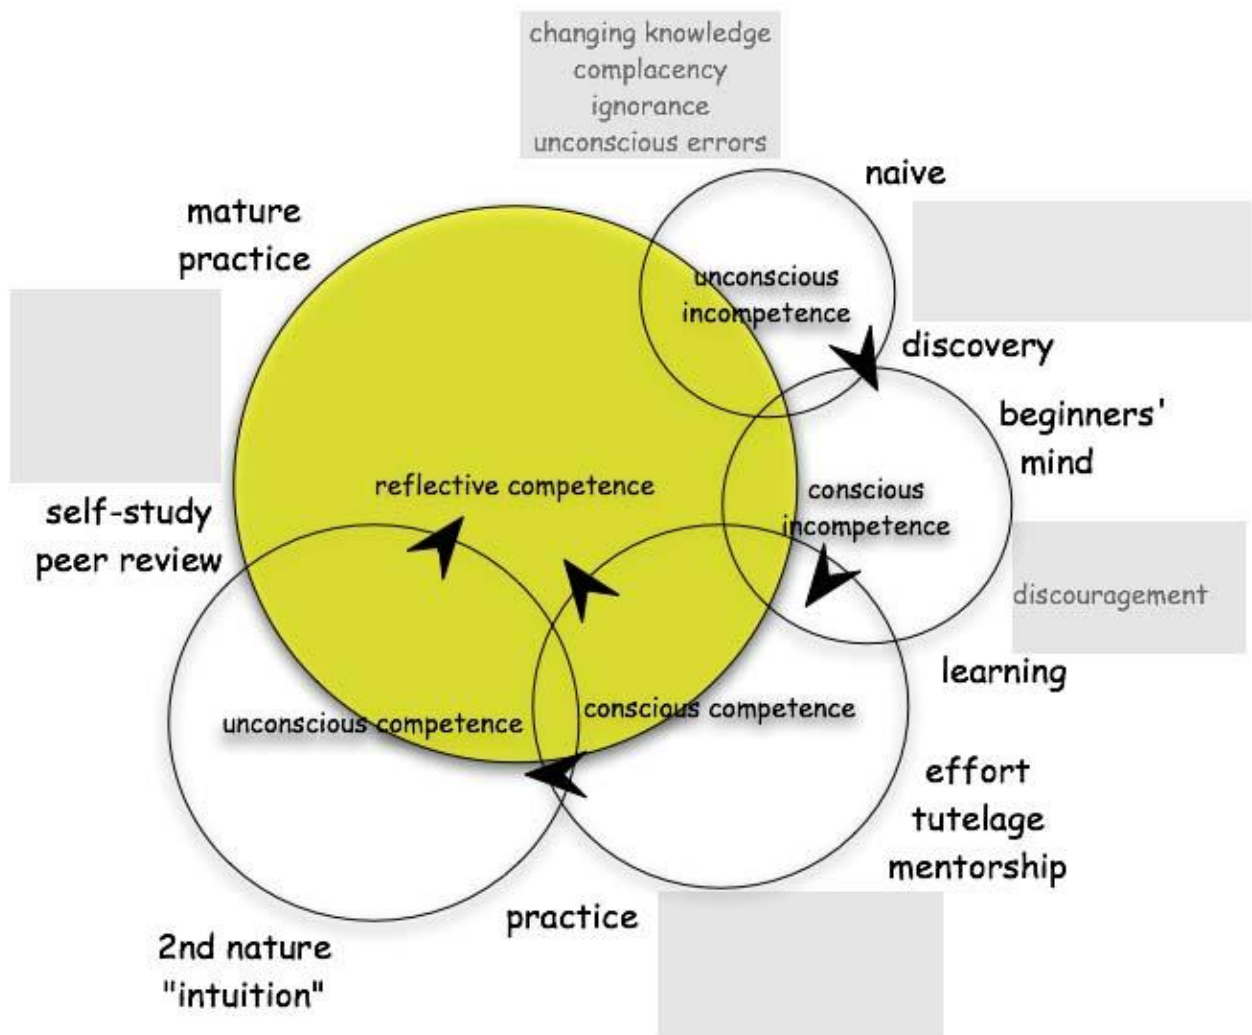 changing knowledge
complacency
ignorance
unconscious errors
naive
mature
practice
unconscious
incompetence
discovery
beginners'
mind
reflective competence
conscious
incompetence
self-study
peer review
discouragement
learning
unconscious competence
conscious competence
effort
tutelage
mentorship
practice
2nd nature
"intuition"